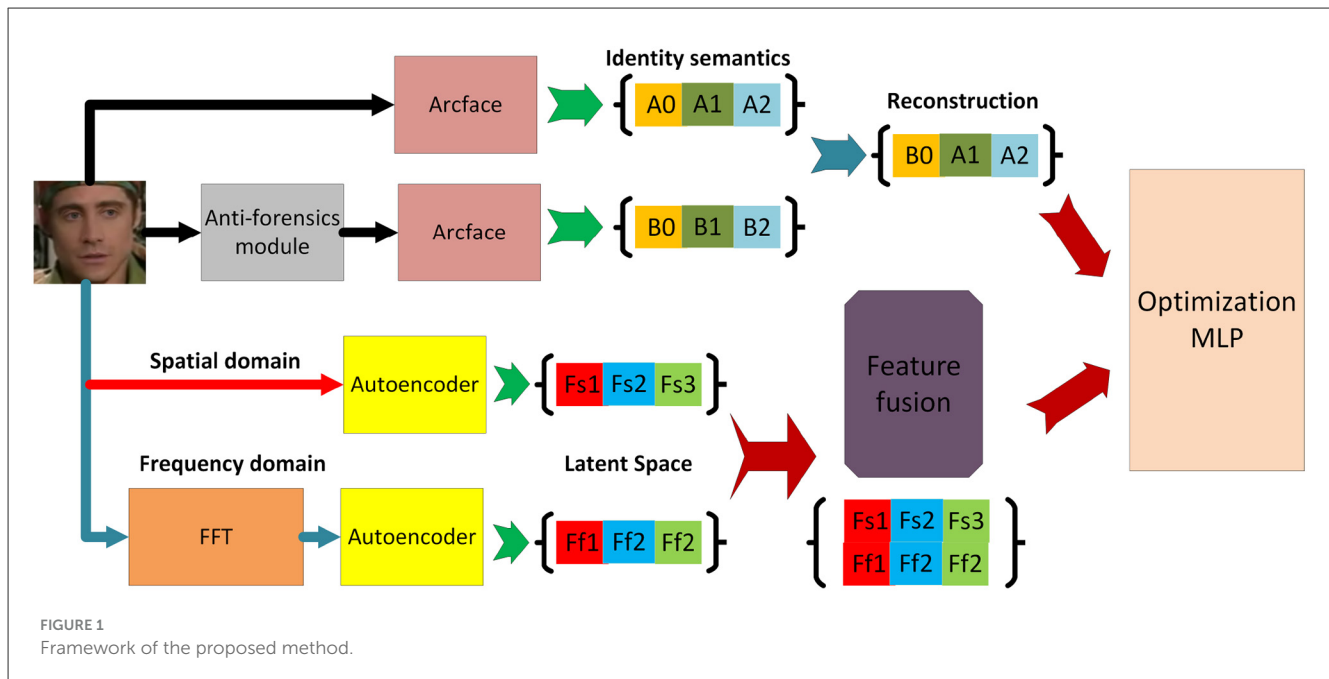 Identity semantics
Arcface
A0 A1 A2
Reconstruction
B0 A1 A2
Anti-forensics
module
Arcface
B0 B1 B2
Optimization
MLP
Spatial domain
Autoencoder
Fs1 Fs2 Fs3
Feature
fusion
Frequency domain
Latent Space
FFT
Autoencoder
Ff1 Ff2 Ff2
Fs1 Fs2 Fs3
Ff1 Ff2 Ff2
FIGURE 1
Framework of the proposed method.